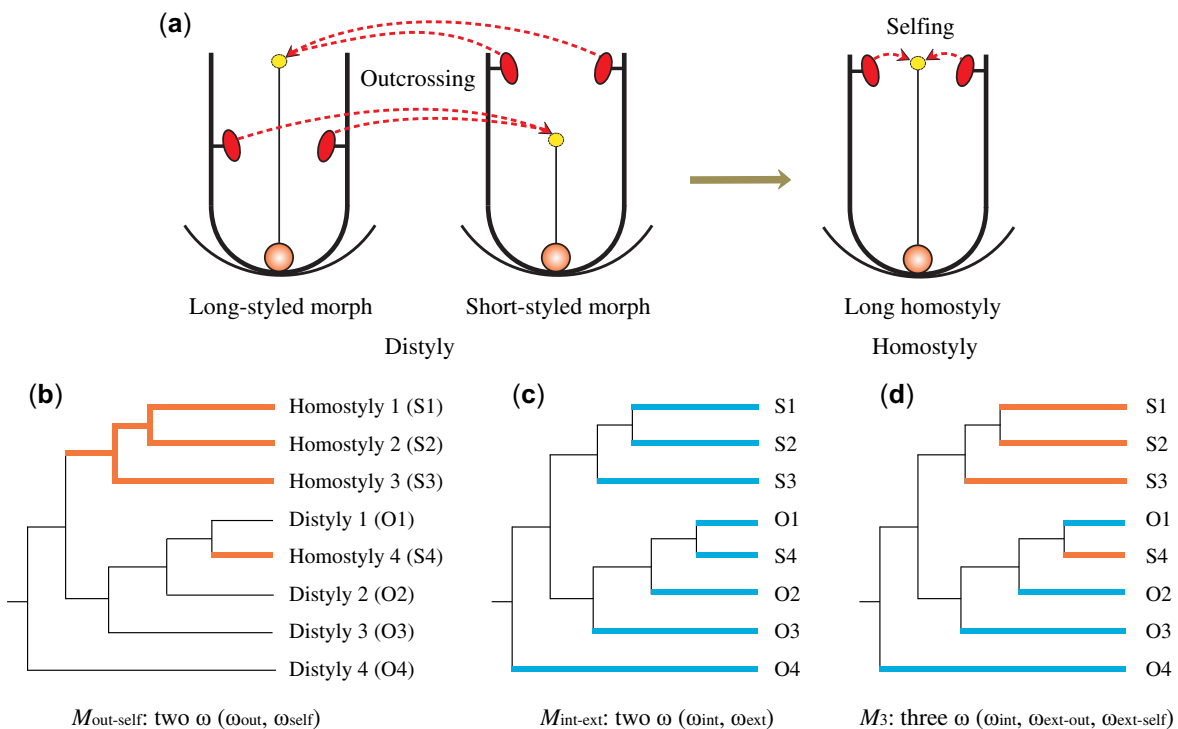 (a)
Selfing
Outcrossing
Long-styled morph
Short-styled morph
Long homostyly
Distyly
Homostyly
(b)
Homostyly 1 (S1)
Homostyly 2 (S2)
Homostyly 3 (S3)
Distyly 1 (O1)
Homostyly 4 (S4)
Distyly 2 (O2)
Distyly 3 (O3)
Distyly 4 (O4)
Mout-self: two ω (ωout, ωself)
(c)
S1
S2
S3
O1
S4
O2
O3
O4
Mint-ext: two ω (ωint, ωext)
(d)
S1
S2
S3
O1
S4
O2
O3
O4
M3: three ω (ωint, ωext-out, ωext-self)